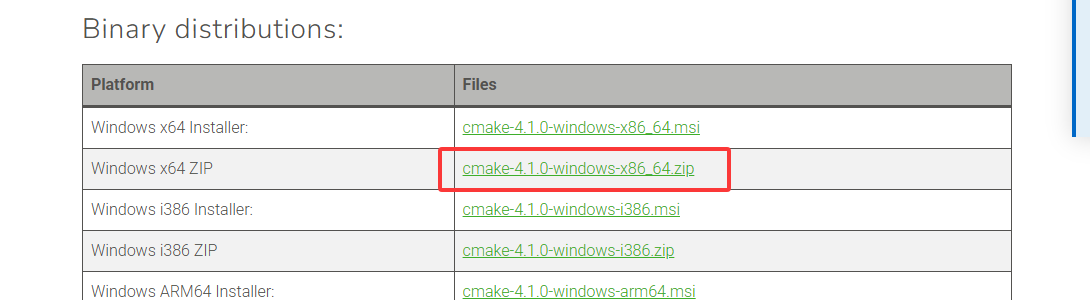 Binary distributions:
Platform Files
Windows x64 Installer: cmake-4.1.0-windows-x86_64.msi
Windows x64 ZIP cmake-4.1.0-windows-x86_64.zip
Windows i386 Installer: cmake-4.1.0-windows-i386.msi
Windows i386 ZIP cmake-4.1.0-windows-i386.zip
Windows ARM64 Installer: cmake-4.1.0-windows-arm64.msi